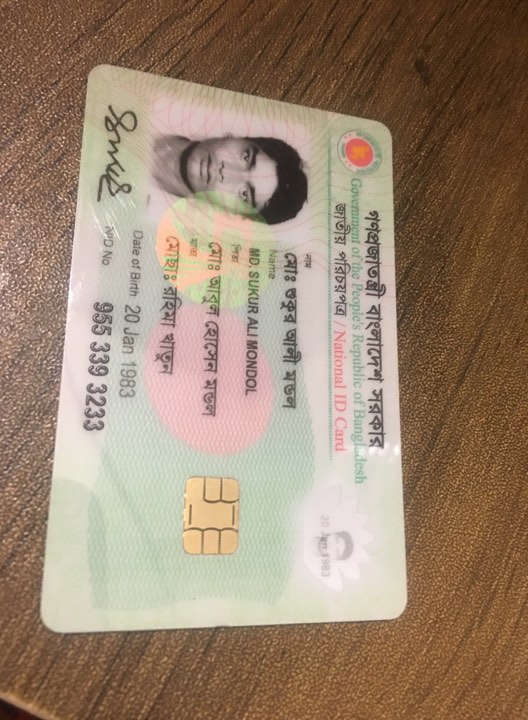 গণপ্রজাতন্ত্রী বাংলাদেশ সরকার
Government of the People's Republic of Bangladesh
জাতীয় পরিচয়পত্র / National ID Card
নাম
মোঃ শুকুর আলী মন্ডল
Name
MD SUKUR ALI MONDOL
পিতা
মোঃ আবুল হোসেন মন্ডল
মাতা
মোছাঃ রহিমা খাতুন
Date of Birth 20 Jan 1983
NID No 955 339 3233
20 Jan 1983